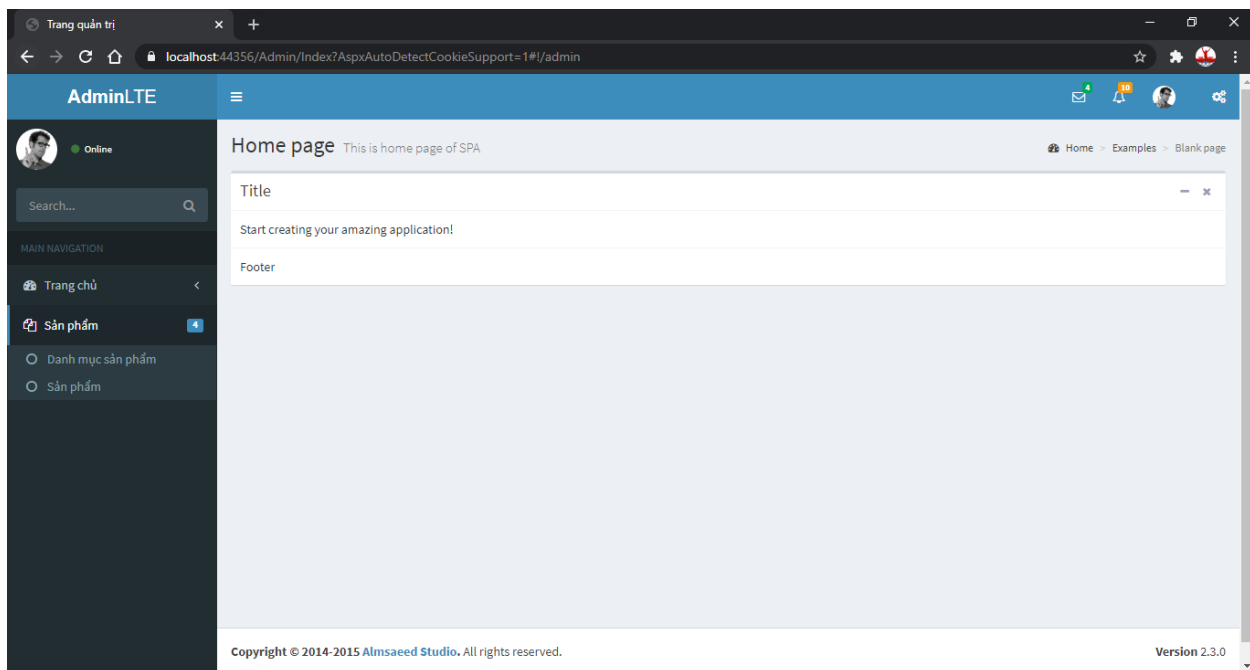 Trang quản trị
localhost:44356/Admin/Index?AspxAutoDetectCookieSupport=1#!/admin
AdminLTE
4
10
Online
Home page This is home page of SPA
Home > Examples > Blank page
Search...
Title
Start creating your amazing application!
Footer
MAIN NAVIGATION
Trang chủ
Sản phẩm 4
Danh mục sản phẩm
Sản phẩm
Copyright © 2014-2015 Almsaeed Studio. All rights reserved.
Version 2.3.0